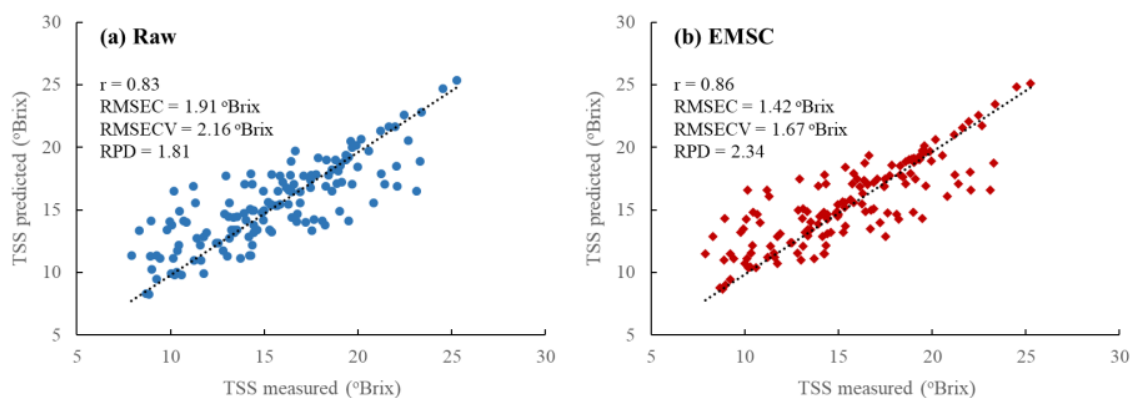 (a) Raw
r = 0.83
RMSEC = 1.91 °Brix
RMSECV = 2.16 °Brix
RPD = 1.81
TSS predicted (°Brix)
30
25
20
15
10
5
5 10 15 20 25 30
TSS measured (°Brix)
(b) EMSC
r = 0.86
RMSEC = 1.42 °Brix
RMSECV = 1.67 °Brix
RPD = 2.34
TSS predicted (°Brix)
30
25
20
15
10
5
5 10 15 20 25 30
TSS measured (°Brix)